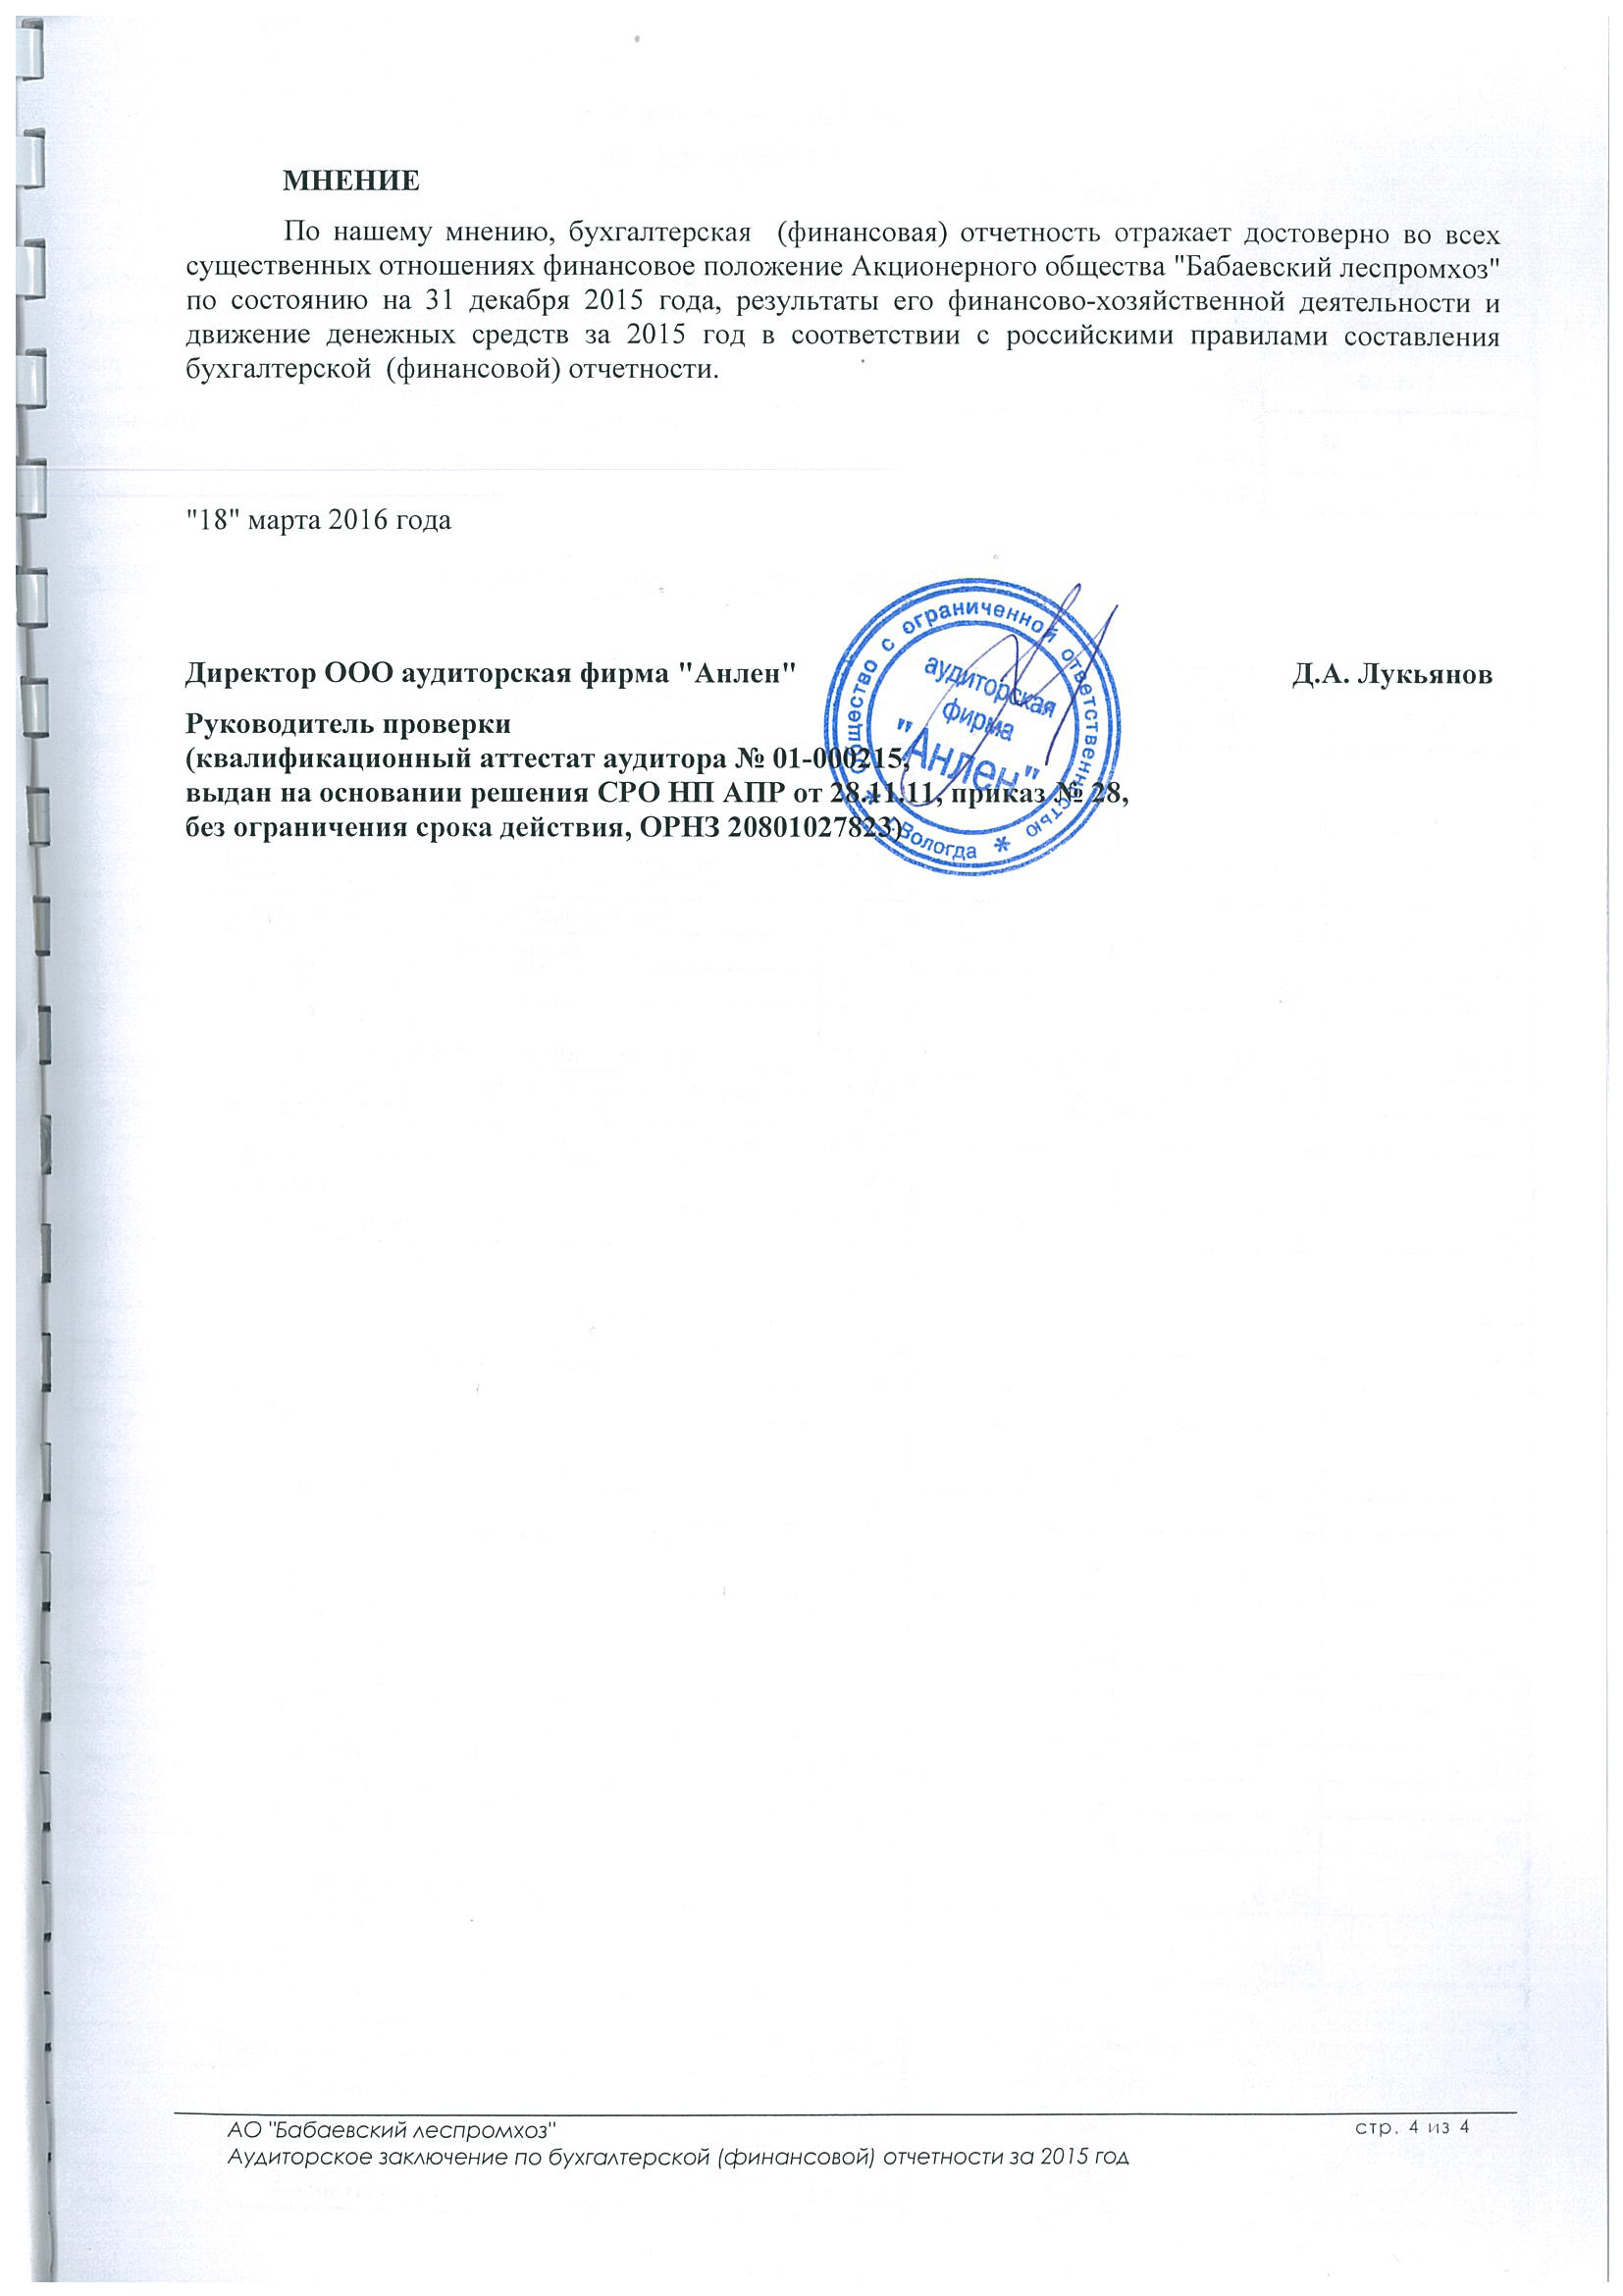 МНЕНИЕ
По нашему мнению, бухгалтерская (финансовая) отчетность отражает достоверно во всех
существенных отношениях финансовое положение Акционерного общества "Бабаевский леспромхоз"
по состоянию на 31 декабря 2015 года, результаты его финансово-хозяйственной деятельности и
движение денежных средств за 2015 год в соответствии с российскими правилами составления
бухгалтерской (финансовой) отчетности.
"18" марта 2016 года
Директор ООО аудиторская фирма "Анлен"
Д.А. Лукьянов
Руководитель проверки
(квалификационный аттестат аудитора № 01-000215,
выдан на основании решения СРО НП АПР от 28.11.11, приказ № 28,
без ограничения срока действия, ОРНЗ 20801027823)
Общество с ограниченной ответственностью
аудиторская
фирма
"Анлен"
Вологда
АО "Бабаевский леспромхоз"
стр. 4 из 4
Аудиторское заключение по бухгалтерской (финансовой) отчетности за 2015 год